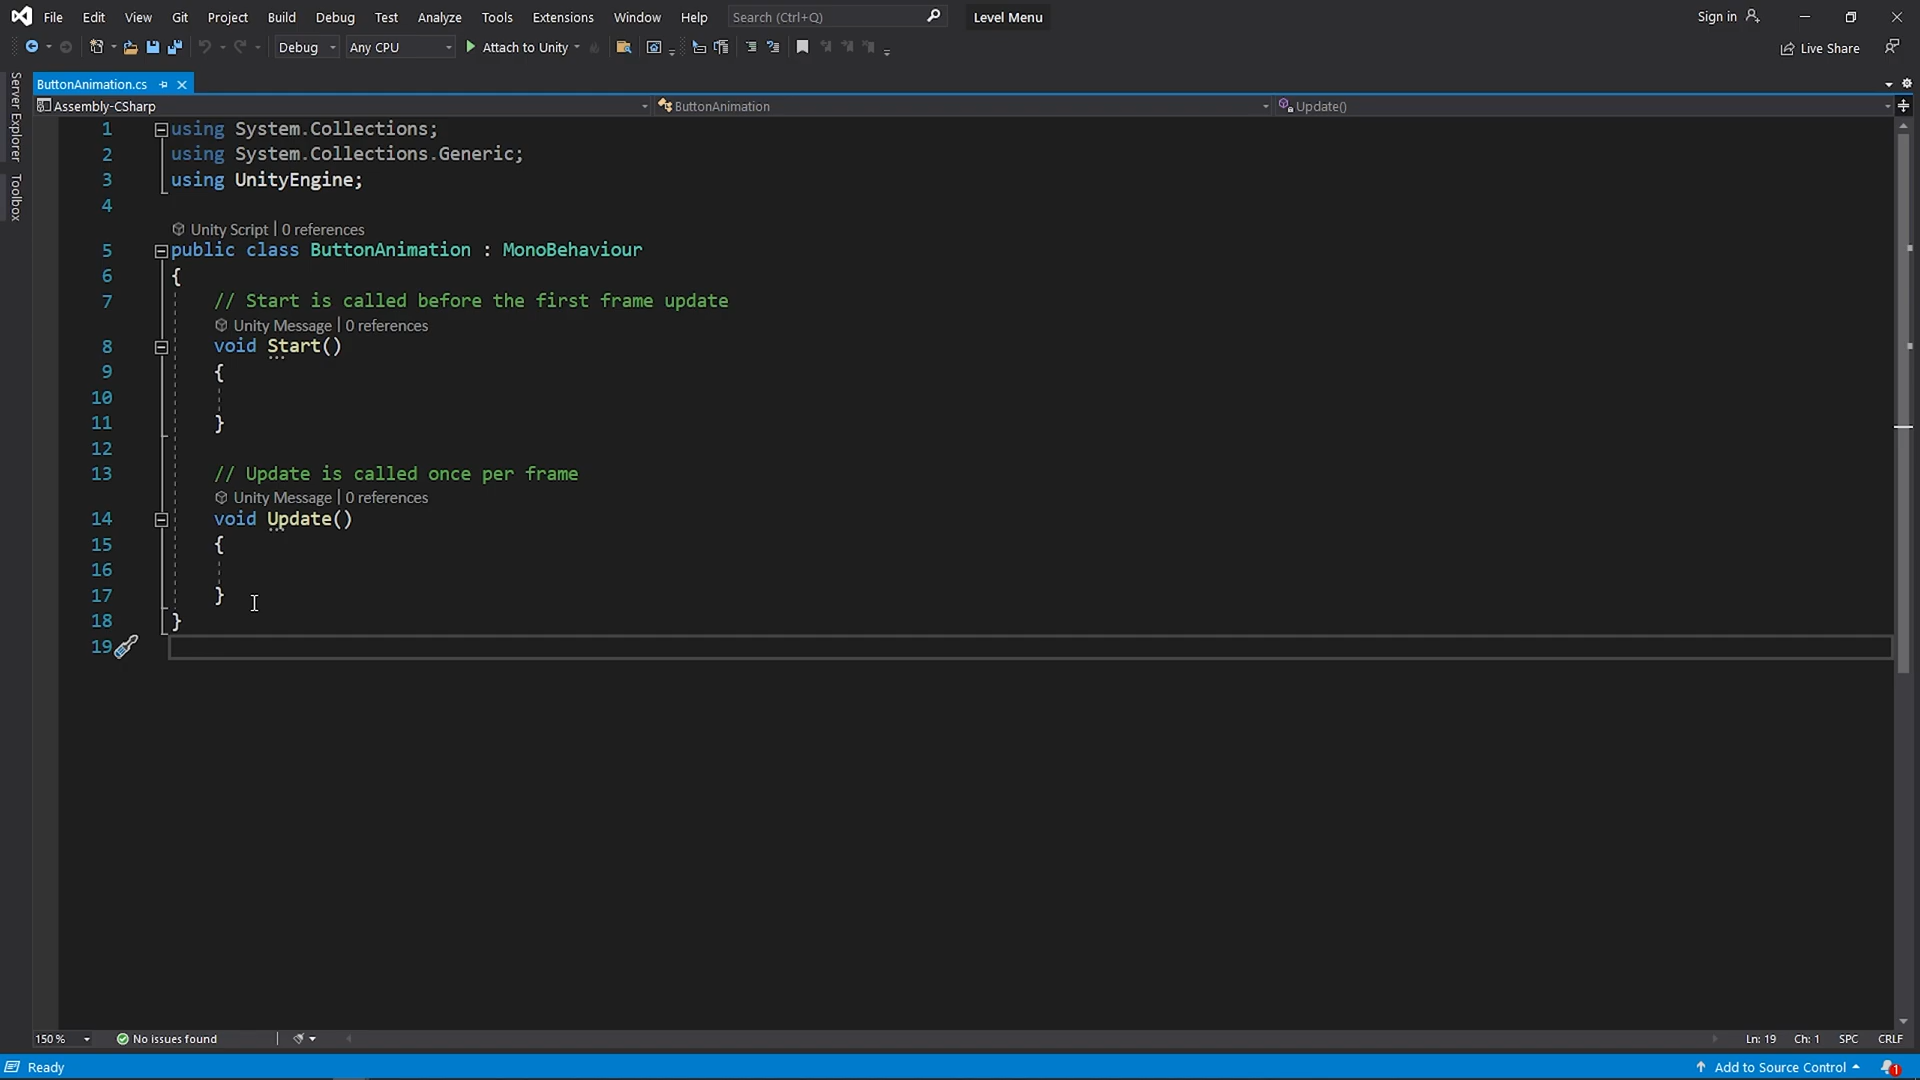 File Edit View Git Project Build Debug Test Analyze Tools Extensions Window Help Search (Ctrl+Q) Level Menu Sign in
Debug Any CPU Attach to Unity Live Share
Server Explorer
Toolbox
ButtonAnimation.cs
Assembly-CSharp ButtonAnimation Update()
1 using System.Collections;
2 using System.Collections.Generic;
3 using UnityEngine;
4
Unity Script | 0 references
5 public class ButtonAnimation : MonoBehaviour
6 {
7 // Start is called before the first frame update
Unity Message | 0 references
8 void Start()
9 {
10
11 }
12
13 // Update is called once per frame
Unity Message | 0 references
14 void Update()
15 {
16
17 }
18 }
19
150 % No issues found Ln: 19 Ch: 1 SPC CRLF
Ready Add to Source Control 1